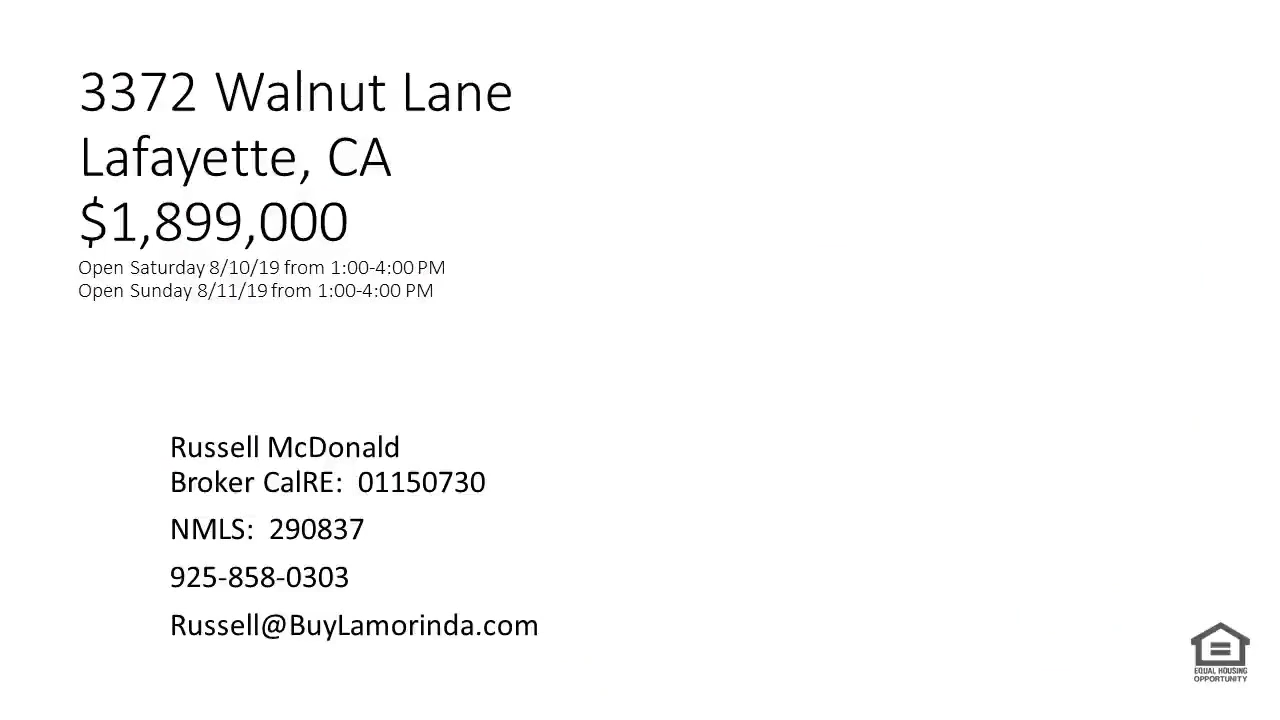 3372 Walnut Lane
Lafayette, CA
$1,899,000
Open Saturday 8/10/19 from 1:00-4:00 PM
Open Sunday 8/11/19 from 1:00-4:00 PM
Russell McDonald
Broker CalRE:  01150730
NMLS:  290837
925-858-0303
Russell@BuyLamorinda.com
EQUAL HOUSING
OPPORTUNITY